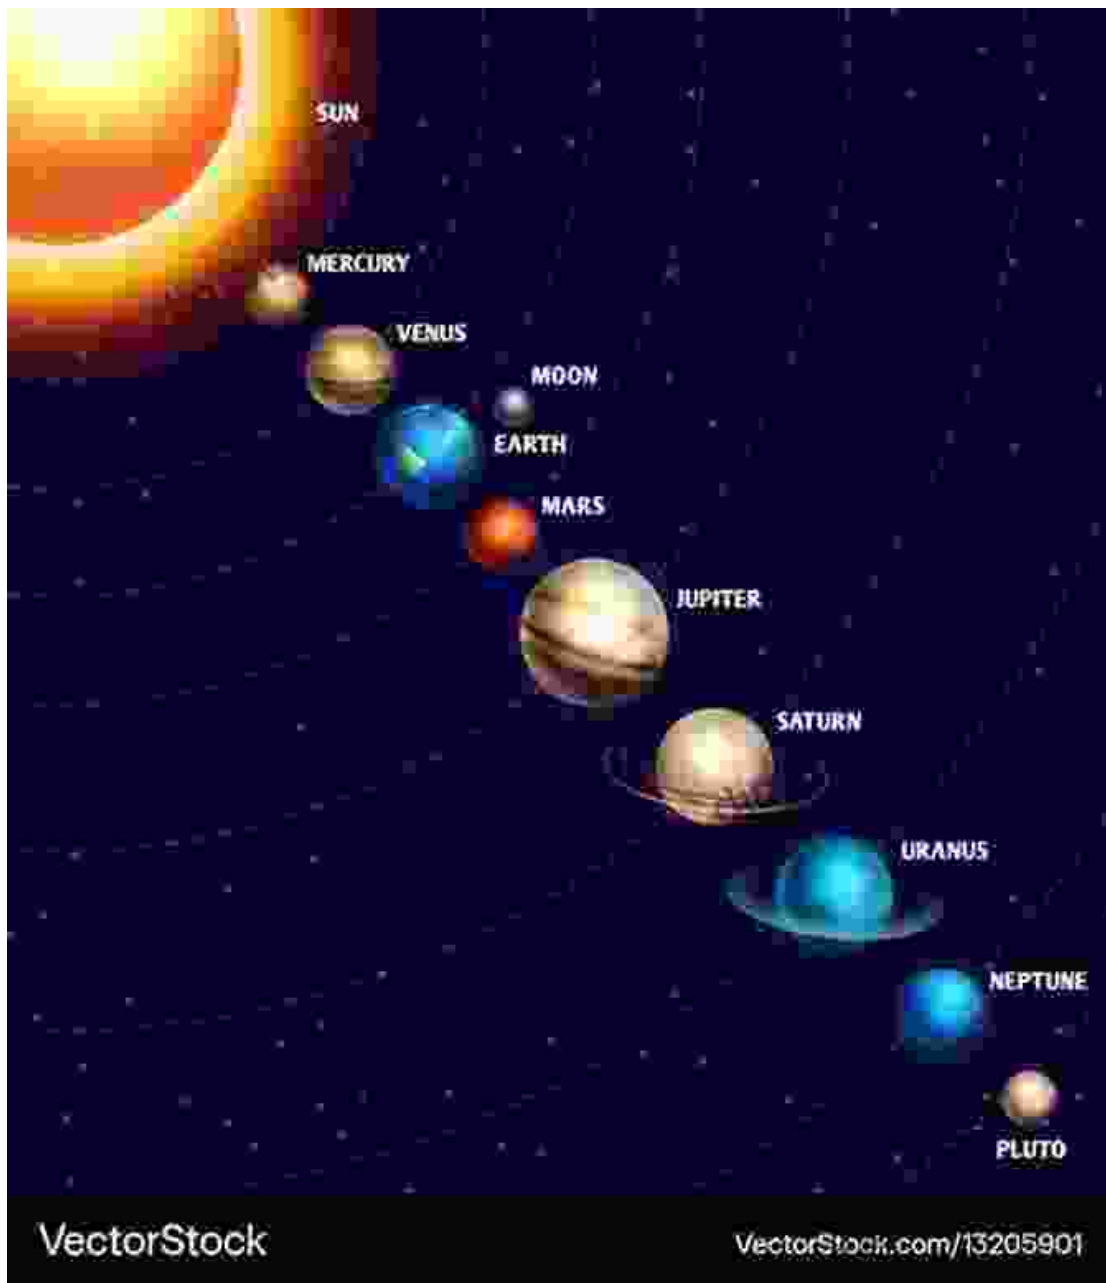 SUN
MERCURY
VENUS
MOON
EARTH
MARS
JUPITER
SATURN
URANUS
NEPTUNE
PLUTO
VectorStock
VectorStock.com/13205901